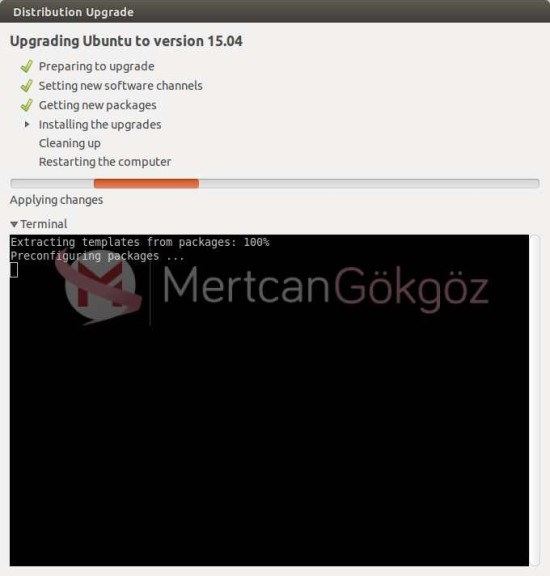 Distribution Upgrade
Upgrading Ubuntu to version 15.04
Preparing to upgrade
Setting new software channels
Getting new packages
Installing the upgrades
Cleaning up
Restarting the computer
Applying changes
Terminal
Extracting templates from packages: 100%
Preconfiguring packages ...
M MertcanGökgöz